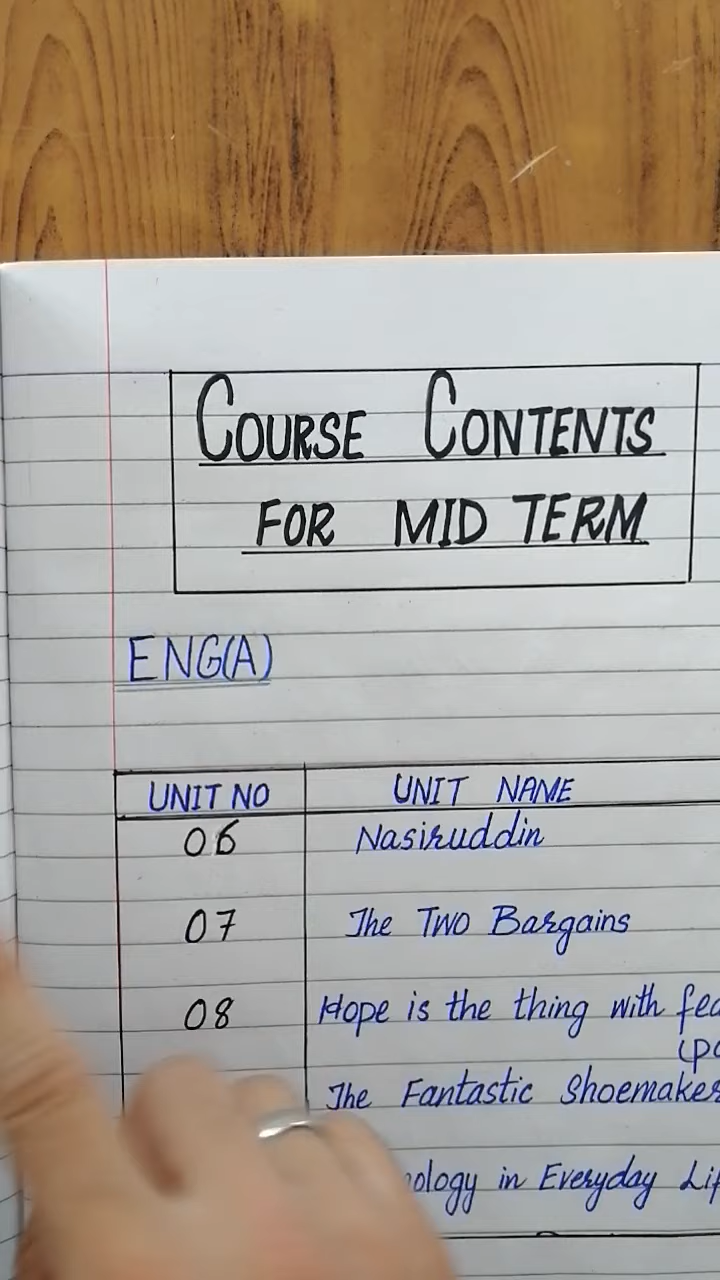 COURSE CONTENTS
FOR MID TERM
ENG(A)
UNIT NO UNIT NAME
06 Nasiruddin
07 The Two Bargains
08 Hope is the thing with
The Fantastic Shoemaker
in Everyday